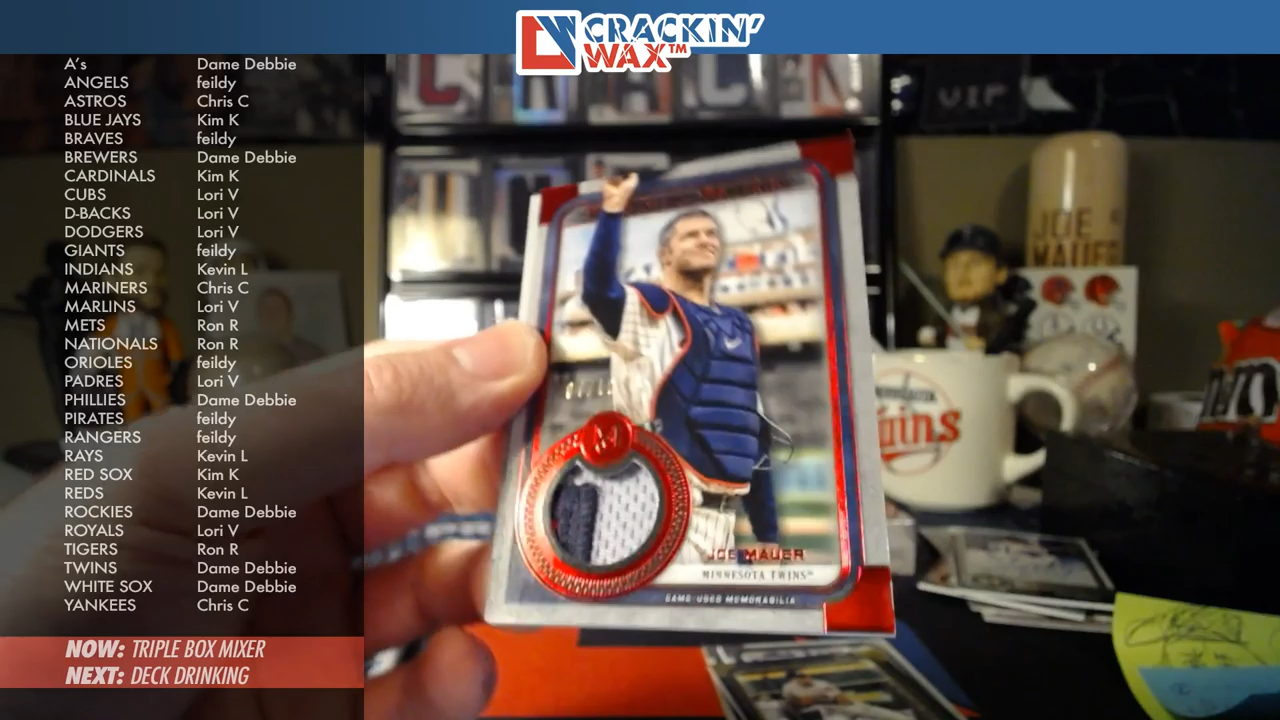 CRACKIN'
WAX™
A's Dame Debbie
ANGELS feildy
ASTROS Chris C
BLUE JAYS Kim K
BRAVES feildy
BREWERS Dame Debbie
CARDINALS Kim K
CUBS Lori V
D-BACKS Lori V
DODGERS Lori V
GIANTS feildy
INDIANS Kevin L
MARINERS Chris C
MARLINS Lori V
METS Ron R
NATIONALS Ron R
ORIOLES feildy
PADRES Lori V
PHILLIES Dame Debbie
PIRATES feildy
RANGERS feildy
RAYS Kevin L
RED SOX Kim K
REDS Kevin L
ROCKIES Dame Debbie
ROYALS Lori V
TIGERS Ron R
TWINS Dame Debbie
WHITE SOX Dame Debbie
YANKEES Chris C
NOW: TRIPLE BOX MIXER
NEXT: DECK DRINKING
VIP
JOE
MAUER
M
JOE MAUER
MINNESOTA TWINS™
GAME-USED MEMORABILIA